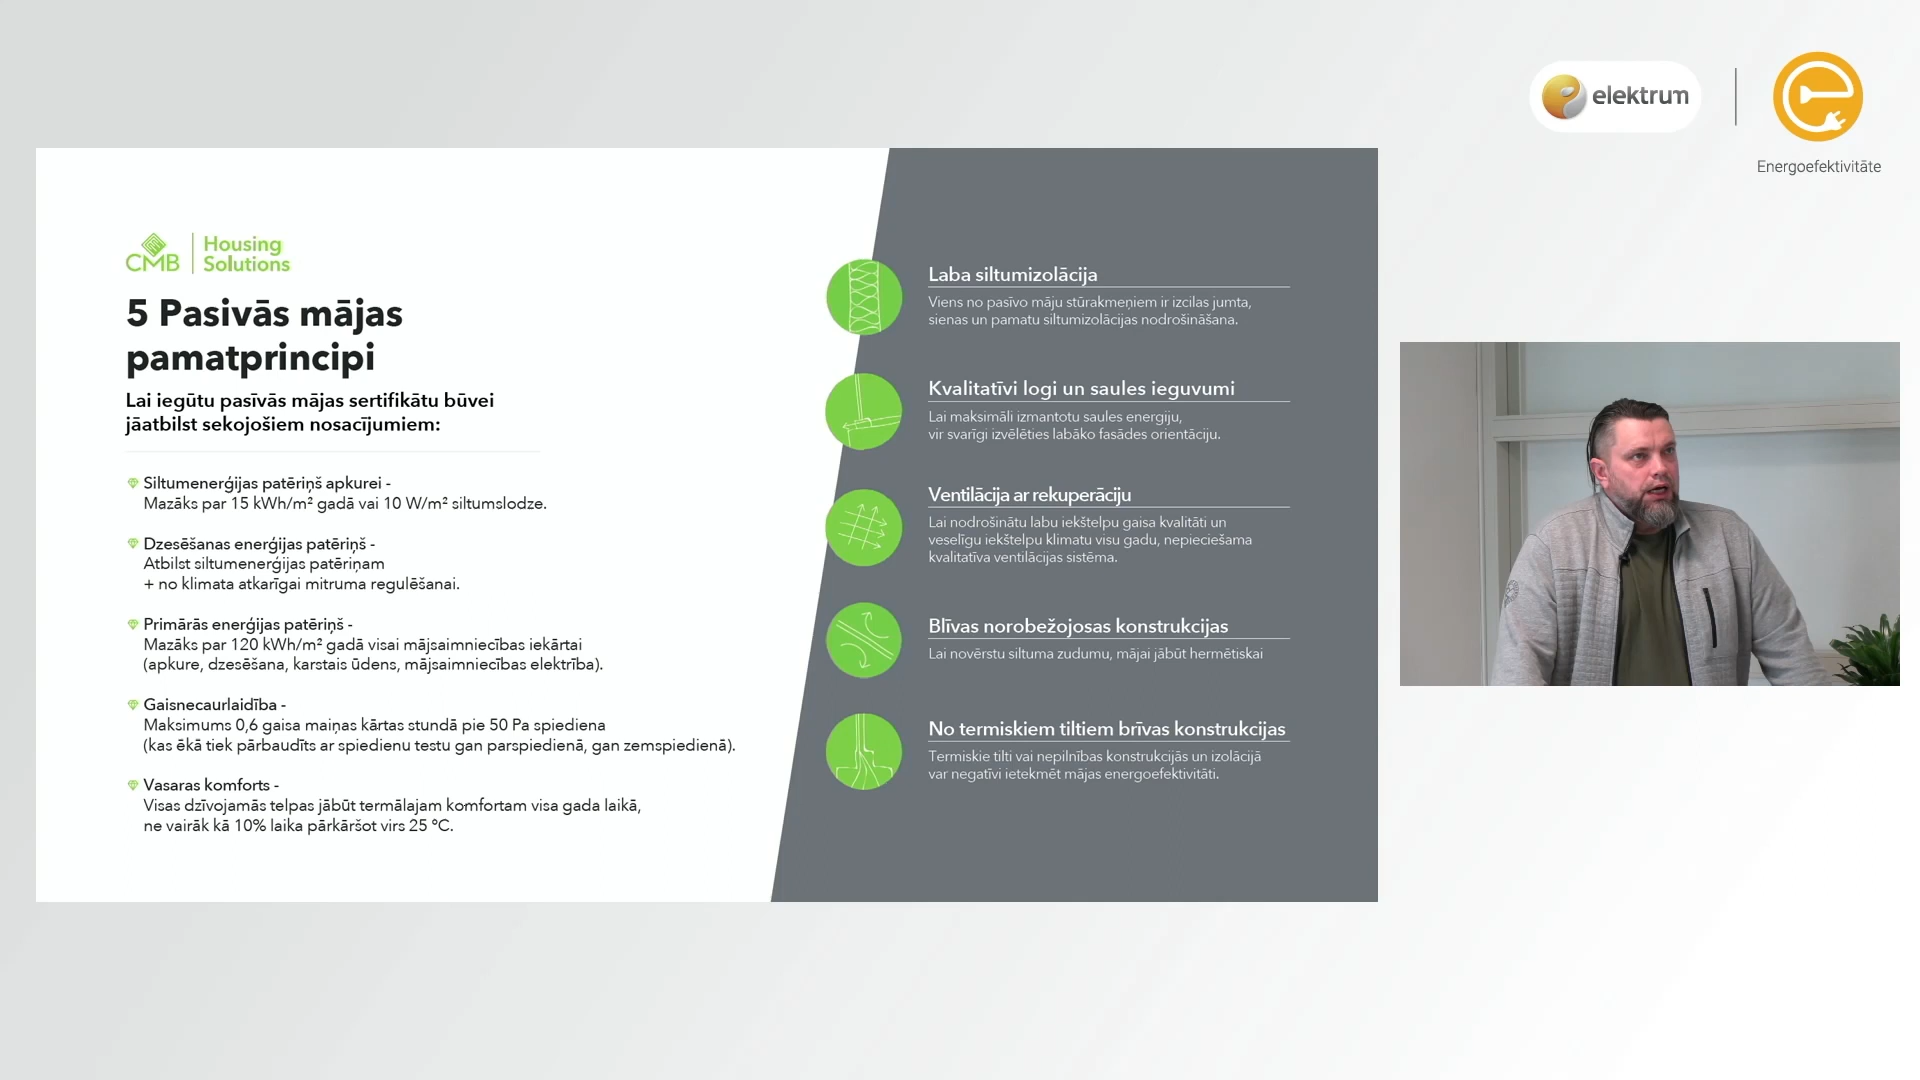 elektrum
Energoefektivitāte
CMB
Housing
Solutions
5 Pasivās mājas
pamatprincipi
Lai iegūtu pasīvās mājas sertifikātu būvei
jāatbilst sekojošiem nosacījumiem:
Siltumenerģijas patēriņš apkurei -
Mazāks par 15 kWh/m² gadā vai 10 W/m² siltumslodze.
Dzesēšanas enerģijas patēriņš -
Atbilst siltumenerģijas patēriņam
+ no klimata atkarīgai mitruma regulēšanai.
Primārās enerģijas patēriņš -
Mazāks par 120 kWh/m² gadā visai mājsaimniecības iekārtai
(apkure, dzesēšana, karstais ūdens, mājsaimniecības elektrība).
Gaisnecaurlaidība -
Maksimums 0,6 gaisa maiņas kārtas stundā pie 50 Pa spiediena
(kas ēkā tiek pārbaudīts ar spiedienu testu gan parspiedienā, gan zemspiedienā).
Vasaras komforts -
Visas dzīvojamās telpas jābūt termālajam komfortam visa gada laikā,
ne vairāk kā 10% laika pārkāršot virs 25 ºC.
Laba siltumizolācija
Viens no pasīvo māju stūrakmeņiem ir izcilas jumta,
sienas un pamatu siltumizolācijas nodrošināšana.
Kvalitatīvi logi un saules ieguvumi
Lai maksimāli izmantotu saules energiju,
vir svarīgi izvēlēties labāko fasādes orientāciju.
Ventilācija ar rekuperāciju
Lai nodrošinātu labu iekštelpu gaisa kvalitāti un
veselīgu iekštelpu klimatu visu gadu, nepieciešama
kvalitatīva ventilācijas sistēma.
Blīvas norobežojosas konstrukcijas
Lai novērstu siltuma zudumu, mājai jābūt hermētiskai
No termiskiem tiltiem brīvas konstrukcijas
Termiskie tilti vai nepilnības konstrukcijās un izolācijā
var negatīvi ietekmēt mājas energoefektivitāti.